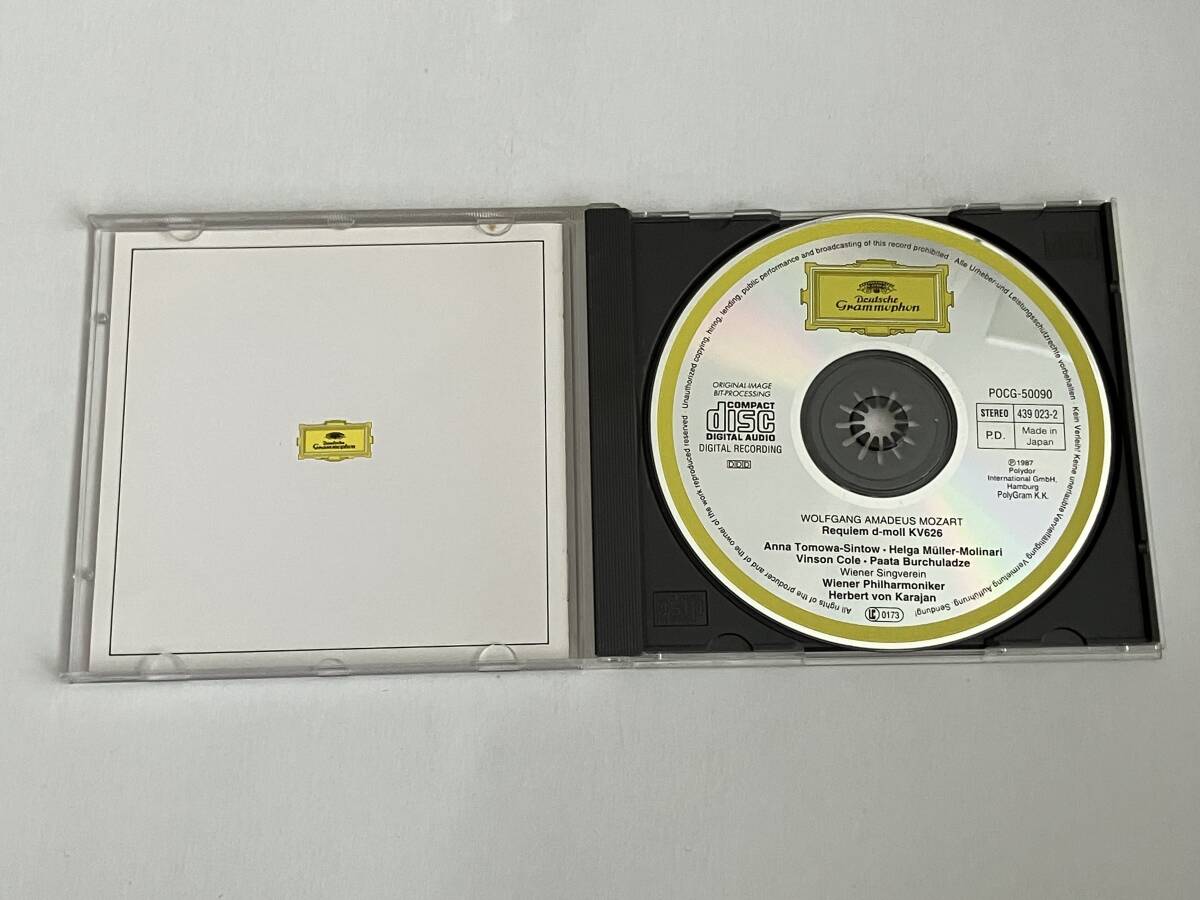 Deutsche
Grammophon
Unauthorized copying, hiring, lending, public performance and broadcasting of this record prohibited · Alle Urheber-und Leistungsschutzrechte vorbehalten · Kein Verleih! Keine unerlaubte Vervielfältigung, Vermietung, Aufführung, Sendung!
All rights of the producer and of the owner of the work reproduced reserved ·
Deutsche
Grammophon
ORIGINAL-IMAGE
BIT-PROCESSING
COMPACT
disc
DIGITAL AUDIO
DIGITAL RECORDING
DDD
POCG-50090
STEREO 439 023-2
P.D. Made in
Japan
℗1987
Polydor
International GmbH.
Hamburg
PolyGram K.K.
WOLFGANG AMADEUS MOZART
Requiem d-moll KV626
Anna Tomowa-Sintow · Helga Müller-Molinari
Vinson Cole · Paata Burchuladze
Wiener Singverein
Wiener Philharmoniker
Herbert von Karajan
LC 0173